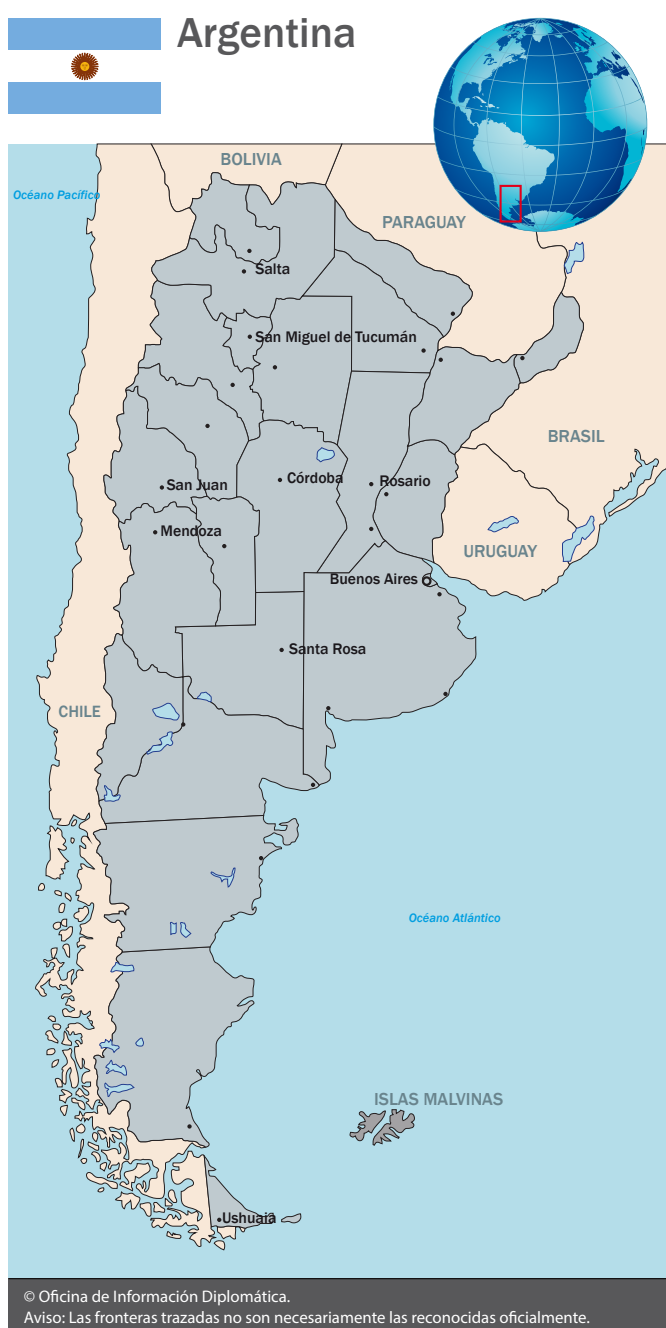 Argentina
BOLIVIA
Océano Pacífico
PARAGUAY
Salta
San Miguel de Tucumán
BRASIL
Córdoba
Rosario
San Juan
Mendoza
URUGUAY
Buenos Aires
Santa Rosa
CHILE
Océano Atlántico
ISLAS MALVINAS
Ushuaia
© Oficina de Información Diplomática.
Aviso: Las fronteras trazadas no son necesariamente las reconocidas oficialmente.